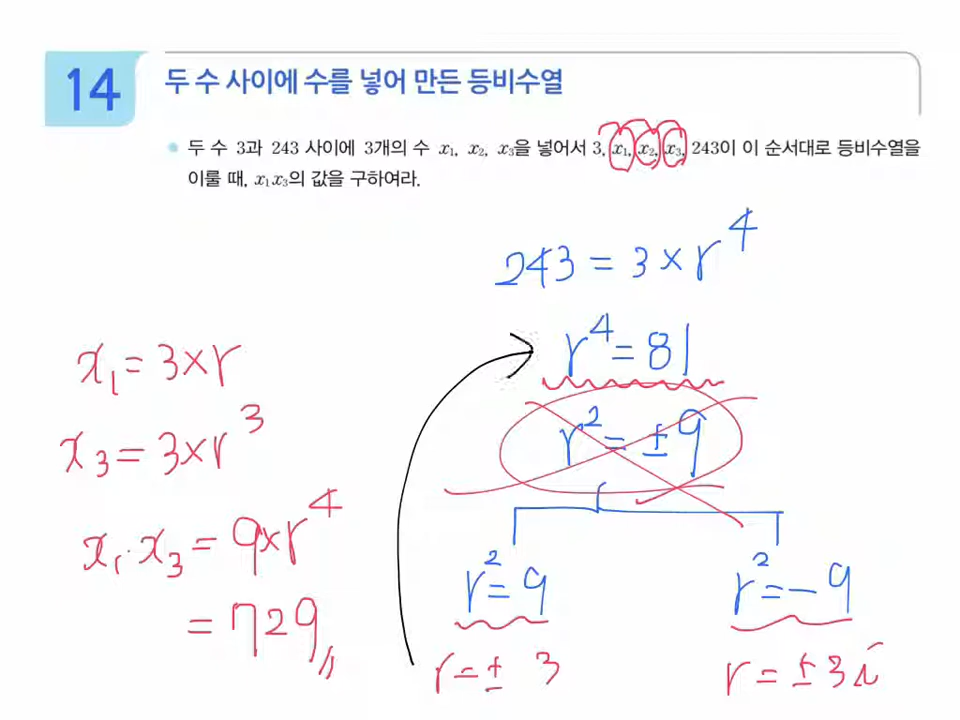 14 두 수 사이에 수를 넣어 만든 등비수열
두 수 3과 243 사이에 3개의 수 x₁, x₂, x₃을 넣어서 3, x₁, x₂, x₃, 243이 이 순서대로 등비수열을
이룰 때, x₁x₃의 값을 구하여라.
243 = 3 × r⁴
r⁴ = 81
r² = ±9
r² = 9
r² = -9
r = ± 3
r = ± 3i
x₁ = 3×r
x₃ = 3×r³
x₁·x₃ = 9×r⁴
= 729